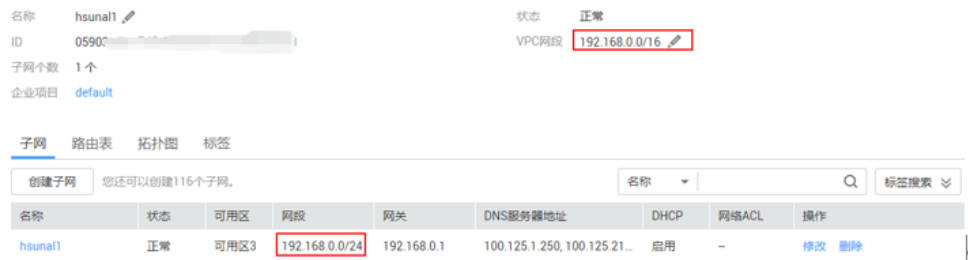 名称 hsunal1 状态 正常
ID 0590 VPC网段 192.168.0.0/16
子网个数 1 个
企业项目 default
子网 路由表 拓扑图 标签
创建子网 您还可以创建116个子网。 名称 标签搜索
名称 状态 可用区 网段 网关 DNS服务器地址 DHCP 网络ACL 操作
hsunal1 正常 可用区3 192.168.0.0/24 192.168.0.1 100.125.1.250, 100.125.21... 启用 – 修改 删除